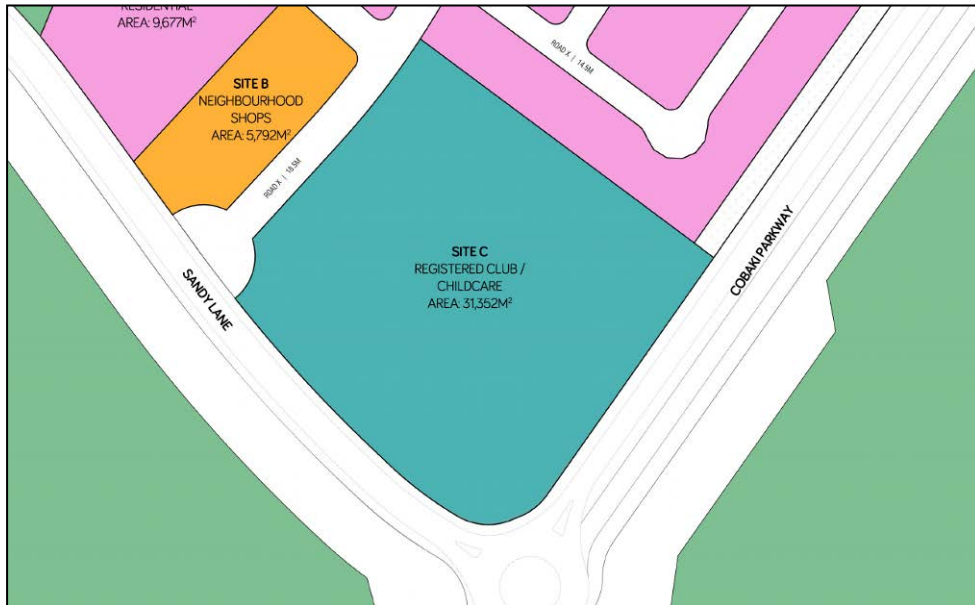 RESIDENTIAL
AREA: 9,677M²
SITE B
NEIGHBOURHOOD
SHOPS
AREA: 5,792M²
ROAD X | 14.5M
ROAD X | 18.5M
SITE C
REGISTERED CLUB /
CHILDCARE
AREA: 31,352M²
SANDY LANE
COBAKI PARKWAY